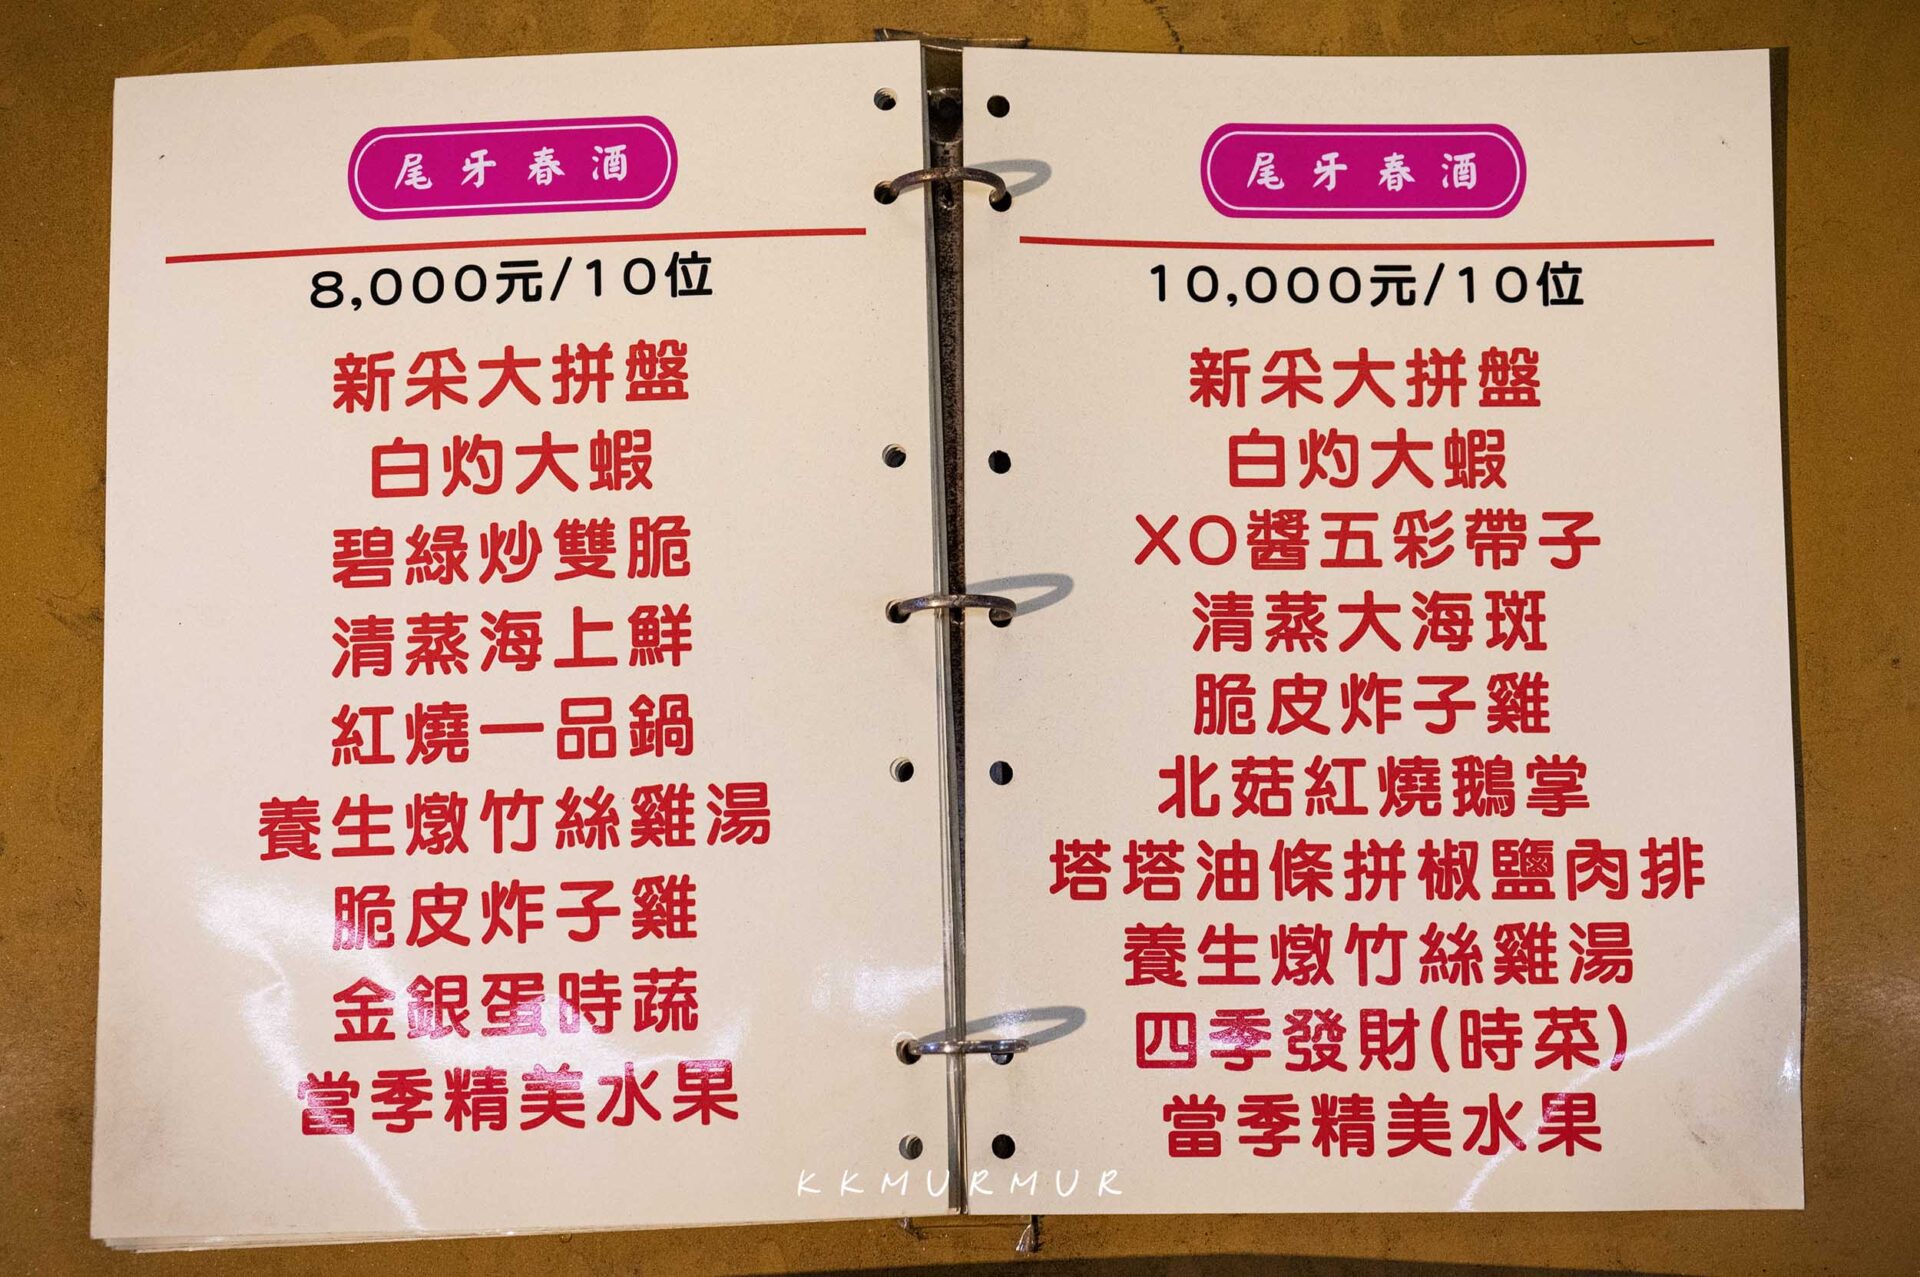 尾牙春酒
8,000元/10位
新采大拼盤
白灼大蝦
碧綠炒雙脆
清蒸海上鮮
紅燒一品鍋
養生燉竹絲雞湯
脆皮炸子雞
金銀蛋時蔬
當季精美水果
尾牙春酒
10,000元/10位
新采大拼盤
白灼大蝦
XO醬五彩帶子
清蒸大海斑
脆皮炸子雞
北菇紅燒鵝掌
塔塔油條拼椒鹽肉排
養生燉竹絲雞湯
四季發財(時菜)
當季精美水果
KKMURMUR